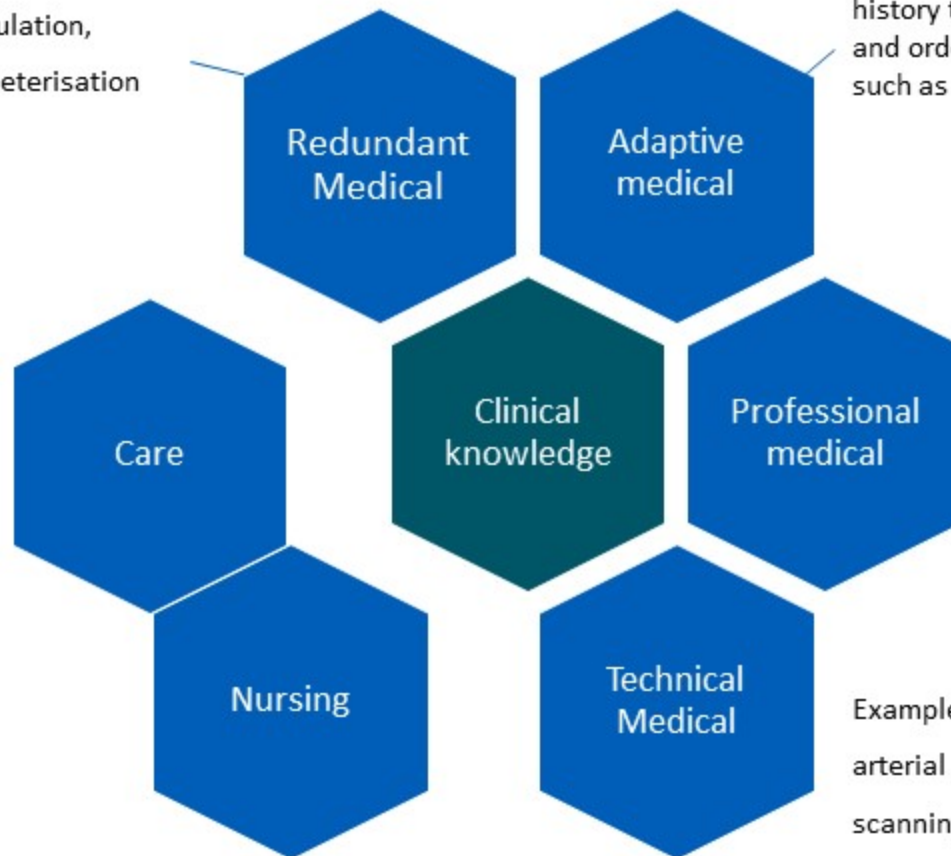 history
and ord
such as
ulation,
eterisation
Redundant
Medical
Adaptive
medical
Clinical
knowledge
Professional
medical
Care
Nursing
Technical
Medical
Example
arterial
scannin